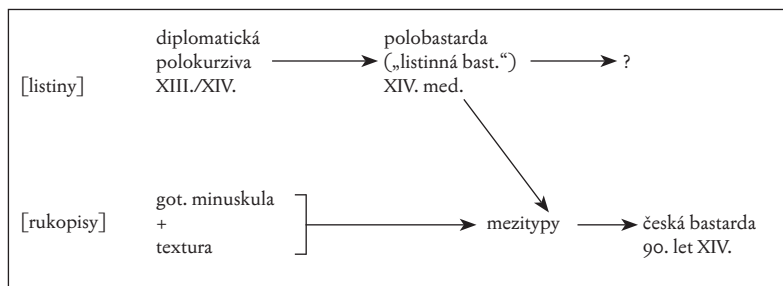 diplomatická
polokurziva
XIII./XIV.
polobastarda
(„listinná bast.“)
XIV. med.
?
[listiny]
got. minuskula
+
textura
[rukopisy]
mezitypy
česká bastarda
90. let XIV.